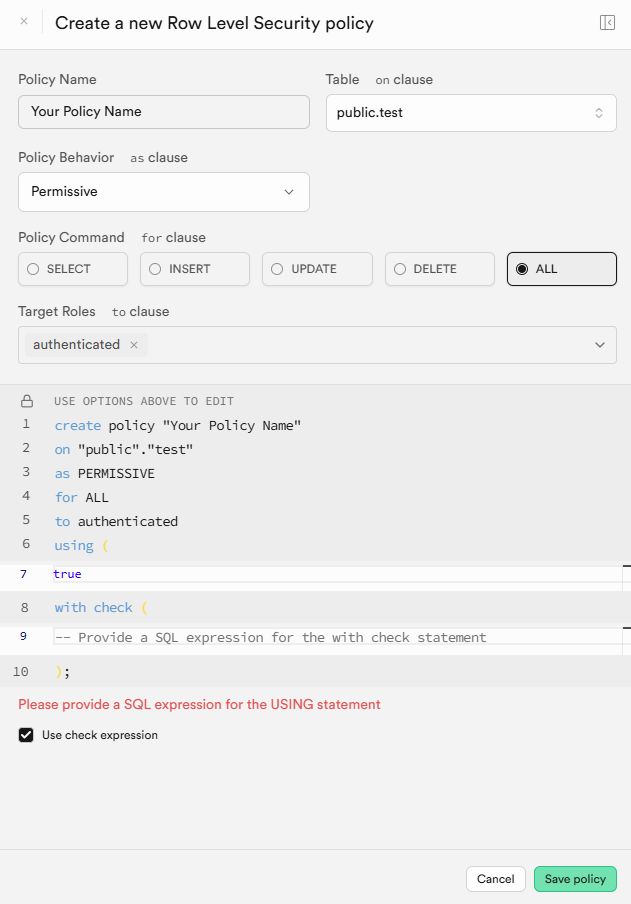 × Create a new Row Level Security policy
Policy Name
Table on clause
Your Policy Name
public.test
Policy Behavior as clause
Permissive
Policy Command for clause
SELECT INSERT UPDATE DELETE ALL
Target Roles to clause
authenticated ×
USE OPTIONS ABOVE TO EDIT
1 create policy "Your Policy Name"
2 on "public"."test"
3 as PERMISSIVE
4 for ALL
5 to authenticated
6 using (
7 true
8 with check (
9 -- Provide a SQL expression for the with check statement
10 );
Please provide a SQL expression for the USING statement
Use check expression
Cancel Save policy